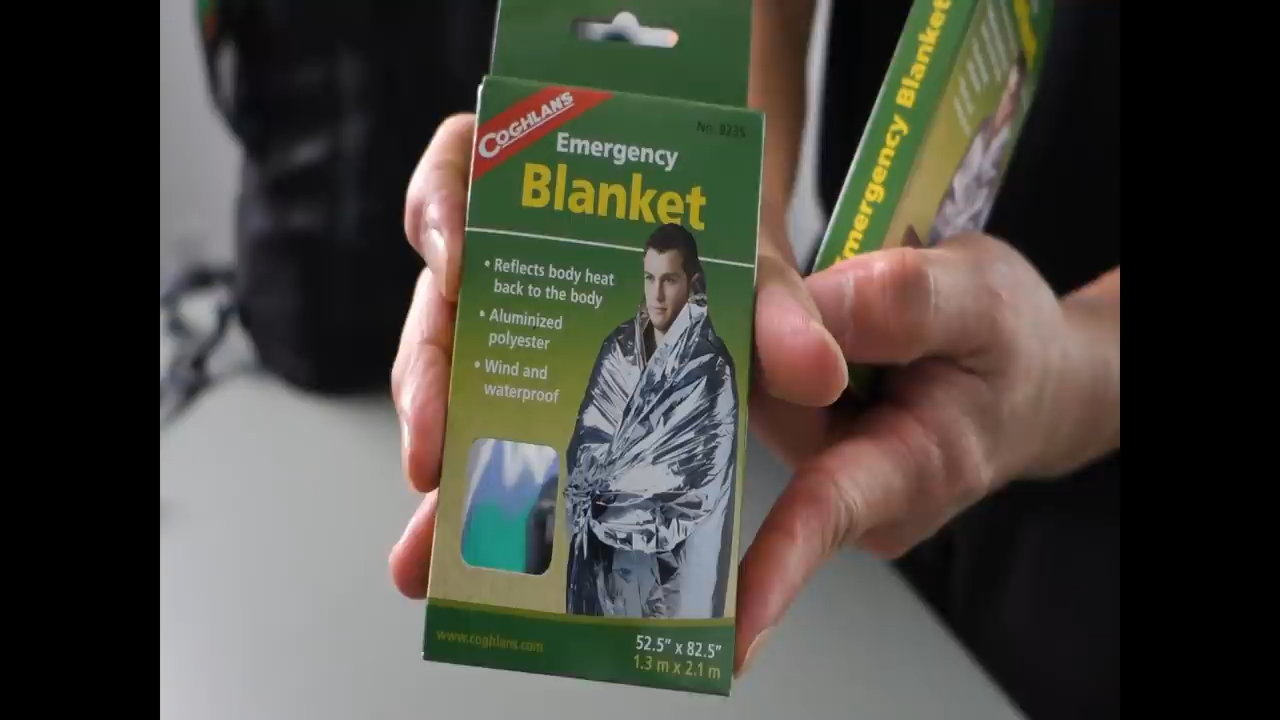 COGHLAN'S
No. 8235
Emergency
Blanket
• Reflects body heat
back to the body
• Aluminized
polyester
• Wind and
waterproof
www.coghlans.com
52.5" x 82.5"
1.3 m x 2.1 m
Emergency Blanket